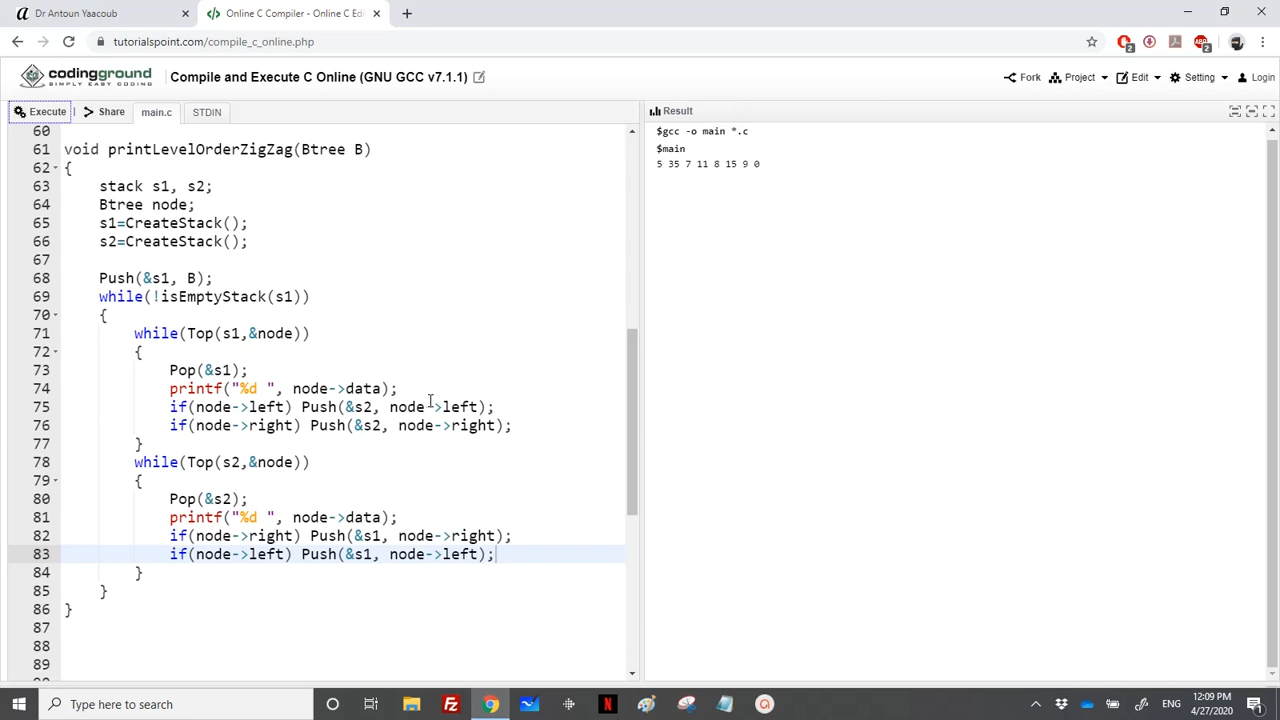 Dr Antoun Yaacoub
Online C Compiler - Online C Edi
tutorialspoint.com/compile_c_online.php
2
2
codingground
SIMPLY EASY CODING
Compile and Execute C Online (GNU GCC v7.1.1)
Fork
Project
Edit
Setting
Login
Execute
Share
main.c
STDIN
Result
60
61 void printLevelOrderZigZag(Btree B)
62 {
63 stack s1, s2;
64 Btree node;
65 s1=CreateStack();
66 s2=CreateStack();
67
68 Push(&s1, B);
69 while(!isEmptyStack(s1))
70 {
71 while(Top(s1,&node))
72 {
73 Pop(&s1);
74 printf("%d ", node->data);
75 if(node->left) Push(&s2, node->left);
76 if(node->right) Push(&s2, node->right);
77 }
78 while(Top(s2,&node))
79 {
80 Pop(&s2);
81 printf("%d ", node->data);
82 if(node->right) Push(&s1, node->right);
83 if(node->left) Push(&s1, node->left);
84 }
85 }
86 }
87
88
89
$gcc -o main *.c
$main
5 35 7 11 8 15 9 0
Type here to search
ENG
12:09 PM
4/27/2020
1